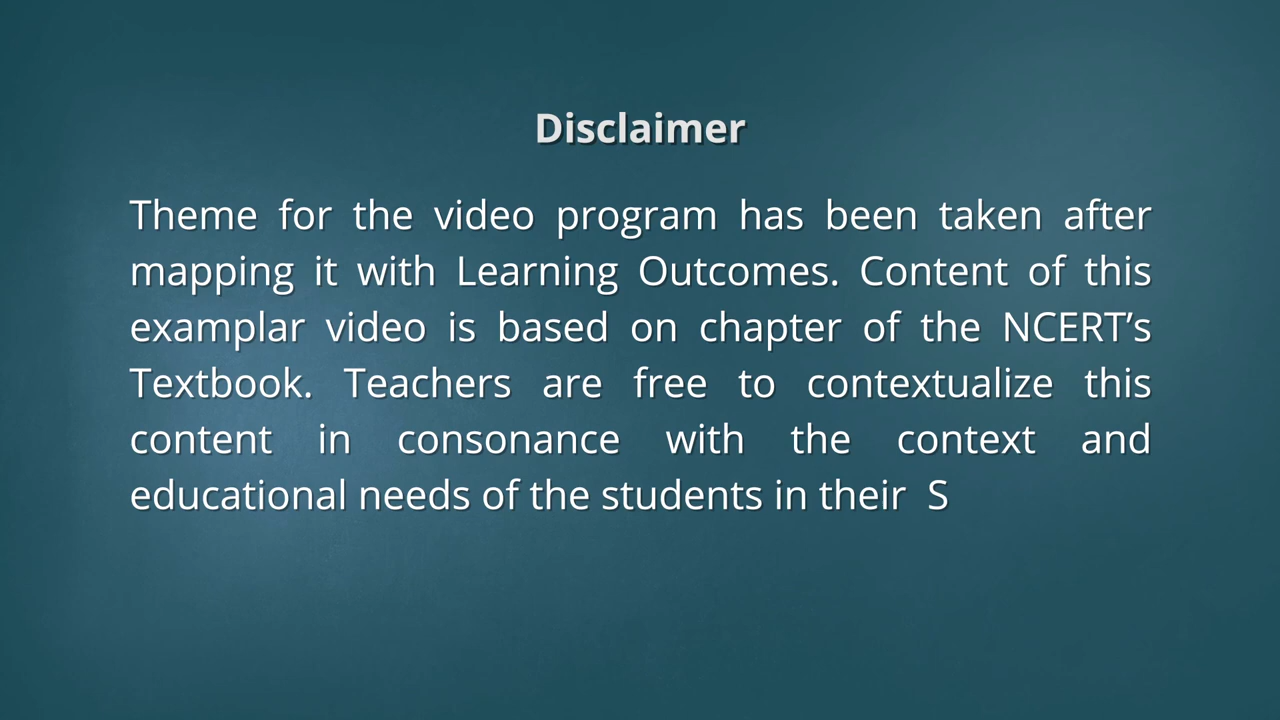 Disclaimer
Theme for the video program has been taken after
mapping it with Learning Outcomes. Content of this
examplar video is based on chapter of the NCERT’s
Textbook. Teachers are free to contextualize this
content in consonance with the context and
educational needs of the students in their S